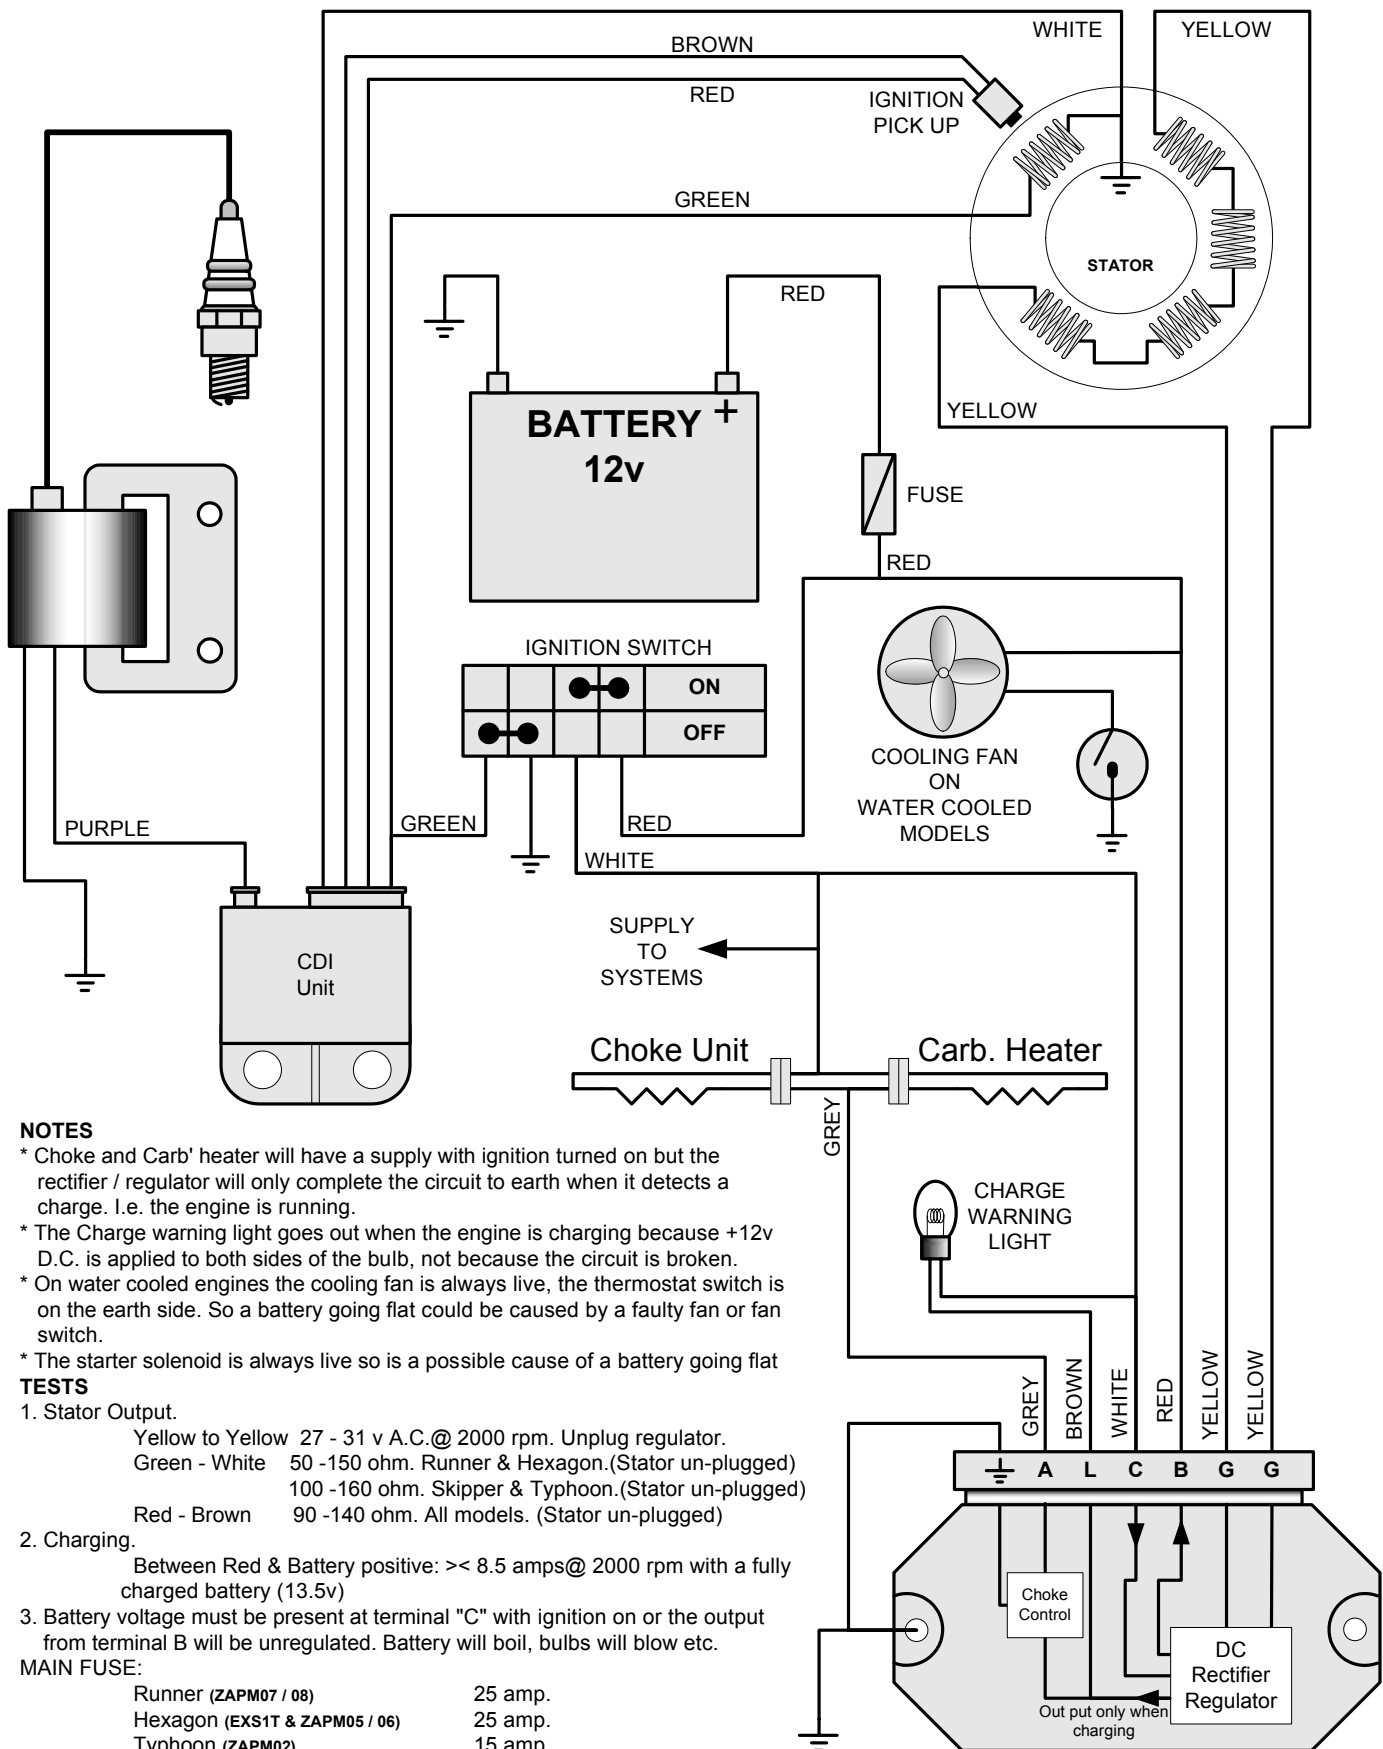 WHITE
YELLOW
BROWN
RED
IGNITION
PICK UP
GREEN
STATOR
RED
YELLOW
BATTERY +
12v
FUSE
RED
IGNITION SWITCH
ON
OFF
COOLING FAN
ON
WATER COOLED
MODELS
PURPLE
GREEN
RED
WHITE
SUPPLY
TO
SYSTEMS
CDI
Unit
Choke Unit
Carb. Heater
GREY
NOTES
* Choke and Carb' heater will have a supply with ignition turned on but the
rectifier / regulator will only complete the circuit to earth when it detects a
charge. I.e. the engine is running.
* The Charge warning light goes out when the engine is charging because +12v
D.C. is applied to both sides of the bulb, not because the circuit is broken.
* On water cooled engines the cooling fan is always live, the thermostat switch is
on the earth side. So a battery going flat could be caused by a faulty fan or fan
switch.
* The starter solenoid is always live so is a possible cause of a battery going flat
TESTS
1. Stator Output.
Yellow to Yellow 27 - 31 v A.C.@ 2000 rpm. Unplug regulator.
Green - White 50 -150 ohm. Runner & Hexagon.(Stator un-plugged)
100 -160 ohm. Skipper & Typhoon.(Stator un-plugged)
Red - Brown 90 -140 ohm. All models. (Stator un-plugged)
2. Charging.
Between Red & Battery positive: >< 8.5 amps@ 2000 rpm with a fully
charged battery (13.5v)
3. Battery voltage must be present at terminal "C" with ignition on or the output
from terminal B will be unregulated. Battery will boil, bulbs will blow etc.
MAIN FUSE:
Runner (ZAPM07 / 08) 25 amp.
Hexagon (EXS1T & ZAPM05 / 06) 25 amp.
Typhoon (ZAPM02) 15 amp
CHARGE
WARNING
LIGHT
GREY
BROWN
WHITE
RED
YELLOW
YELLOW
A L C B G G
Choke
Control
DC
Rectifier
Regulator
Out put only when
charging